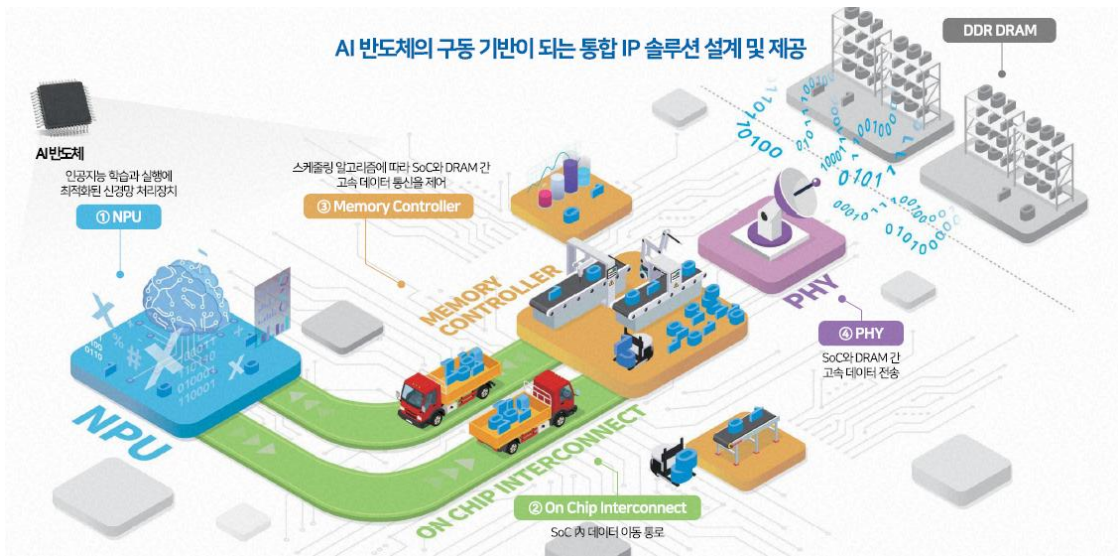 AI 반도체의 구동 기반이 되는 통합 IP 솔루션 설계 및 제공
DDR DRAM
AI 반도체
인공지능 학습과 실행에
최적화된 신경망 처리장치
① NPU
스케줄링 알고리즘에 따라 SoC와 DRAM 간
고속 데이터 통신을 제어
③ Memory Controller
MEMORY
CONTROLLER
PHY
④ PHY
SoC와 DRAM 간
고속 데이터 전송
NPU
ON CHIP INTERCONNECT
② On Chip Interconnect
SoC 內 데이터 이동 통로